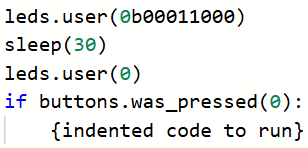 leds.user(0b00011000)
sleep(30)
leds.user(0)
if buttons.was_pressed(0):
    {indented code to run}